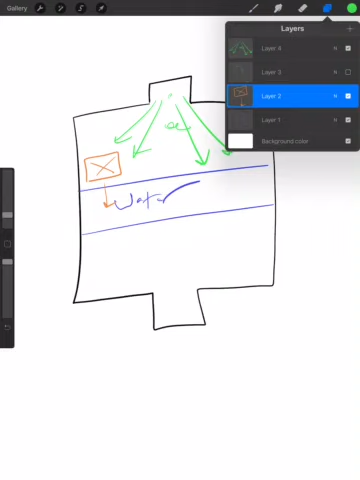 Gallery
Layers
Layer 4 N
Layer 3 N
Layer 2 N
Layer 1 N
Background color
Water